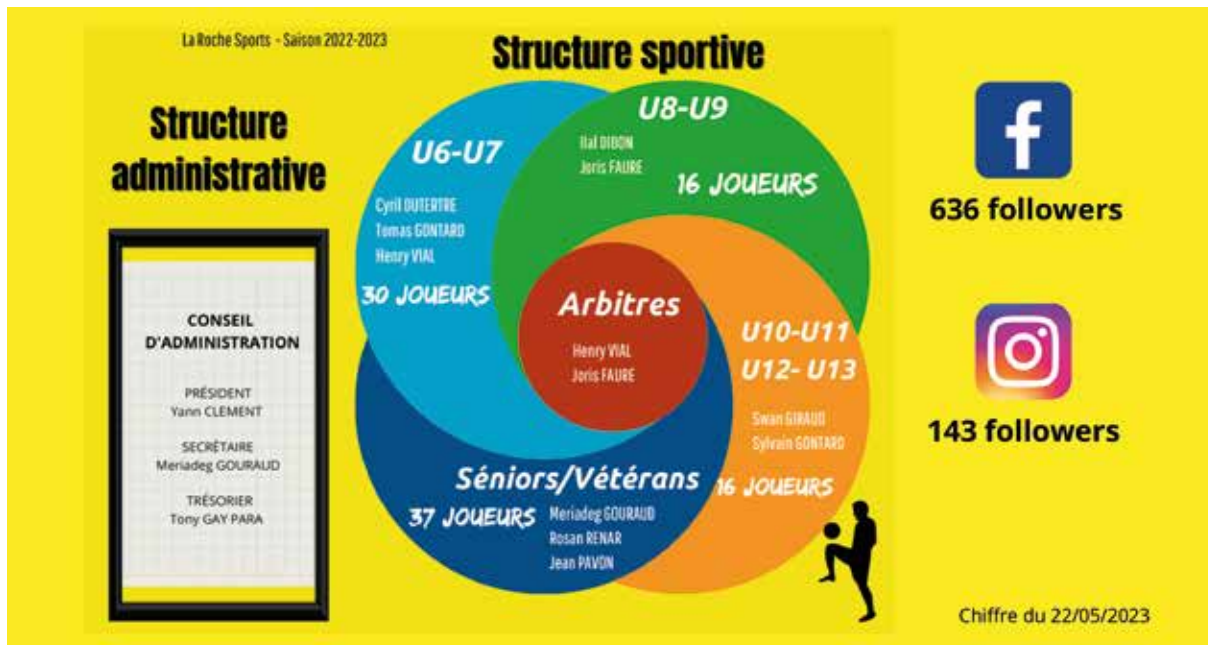 La Roche Sports - Saison 2022-2023
Structure sportive
Structure
administrative
CONSEIL
D'ADMINISTRATION
PRÉSIDENT
Yann CLEMENT
SECRÉTAIRE
Meriadeg GOURAUD
TRÉSORIER
Tony GAY PARA
U6-U7
Cyril DUTERTRE
Tomas GONTARD
Henry VIAL
30 JOUEURS
U8-U9
Ilal DIDON
Joris FAURE
16 JOUEURS
Arbitres
Henry VIAL
Joris FAURE
U10-U11
U12- U13
Swan GIRAUD
Sylvain GONTARD
16 JOUEURS
Séniors/Vétérans
37 JOUEURS
Meriadeg GOURAUD
Rosan RENAR
Jean PAVON
636 followers
143 followers
Chiffre du 22/05/2023